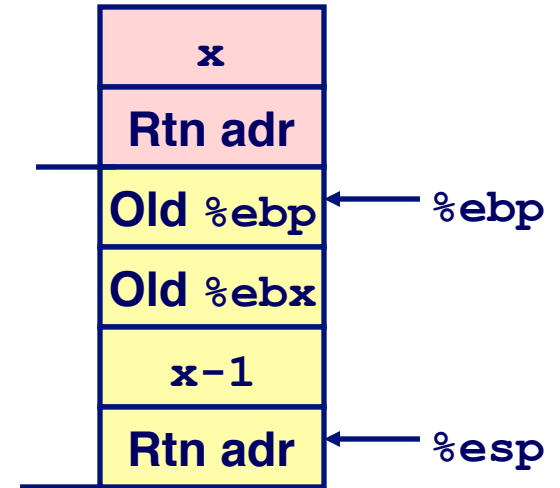 x
Rtn adr
Old %ebp
%ebp
Old %ebx
x-1
Rtn adr
%esp